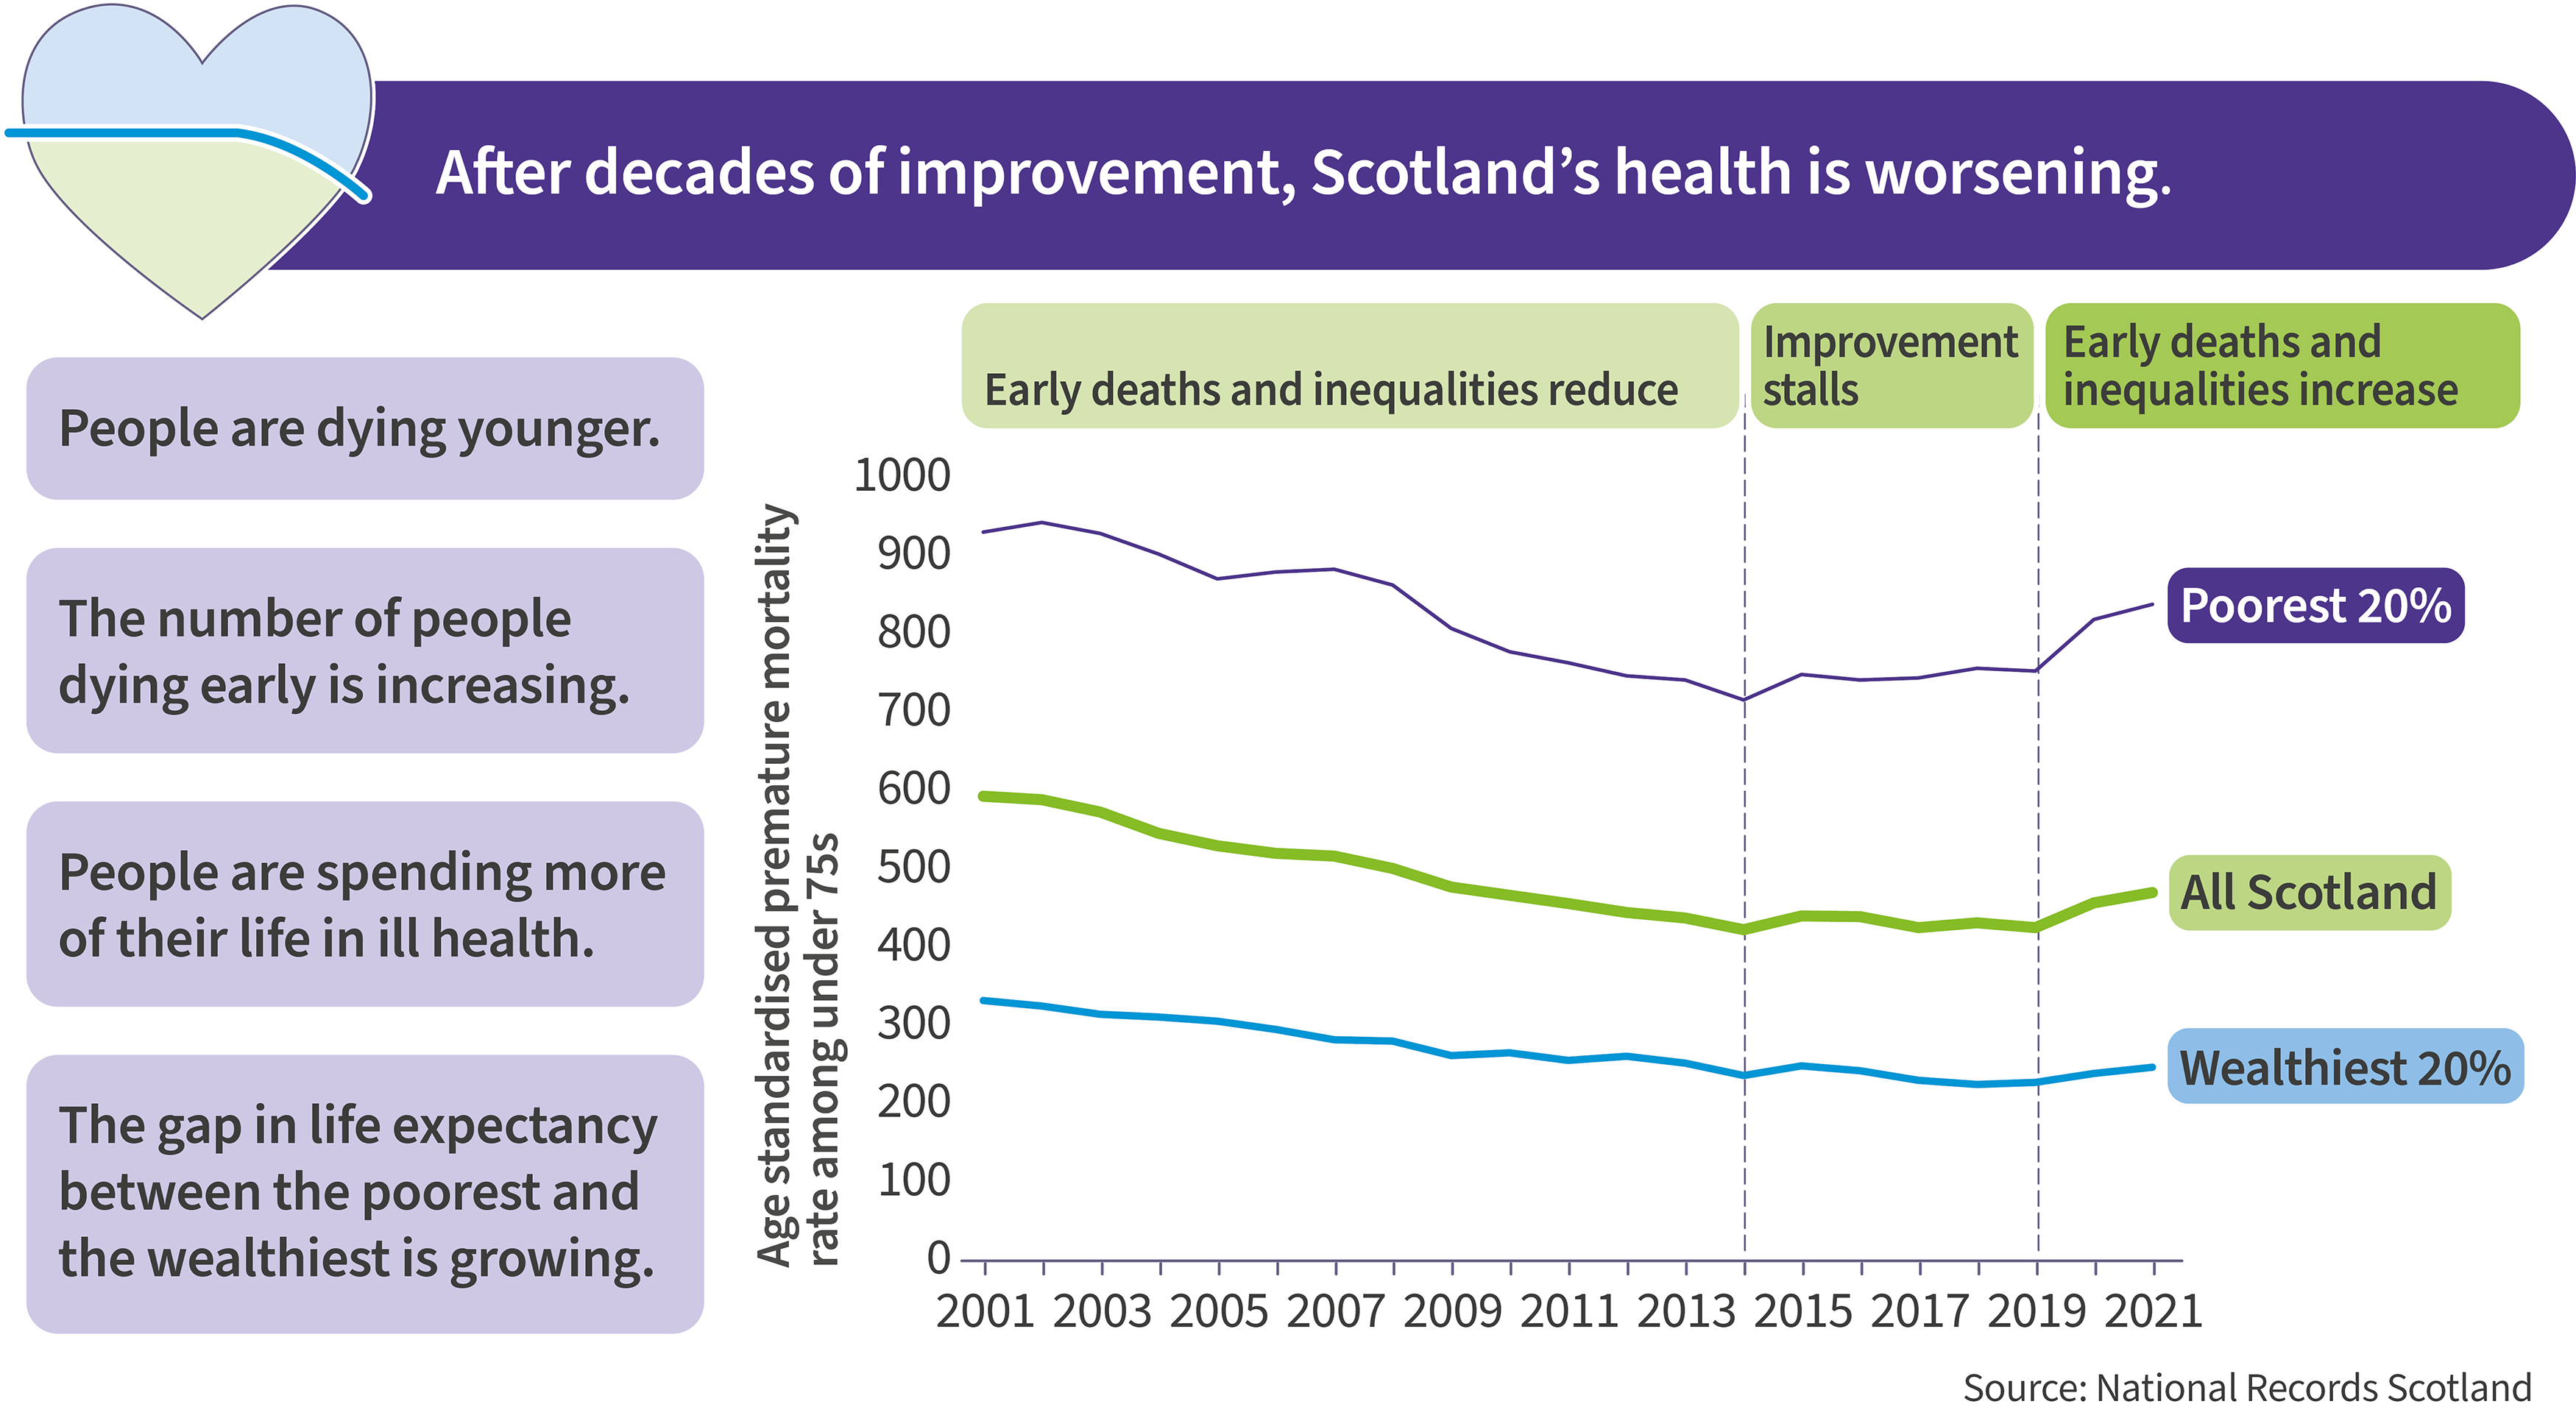 After decades of improvement, Scotland's health is worsening.
People are dying younger.
The number of people
dying early is increasing.
People are spending more
of their life in ill health.
The gap in life expectancy
between the poorest and
the wealthiest is growing.
Early deaths and inequalities reduce
Improvement
stalls
Early deaths and
inequalities increase
Age standardised premature mortality
rate among under 75s
1000
900
800
700
600
500
400
300
200
100
0
2001 2003 2005 2007 2009 2011 2013 2015 2017 2019 2021
Poorest 20%
All Scotland
Wealthiest 20%
Source: National Records Scotland